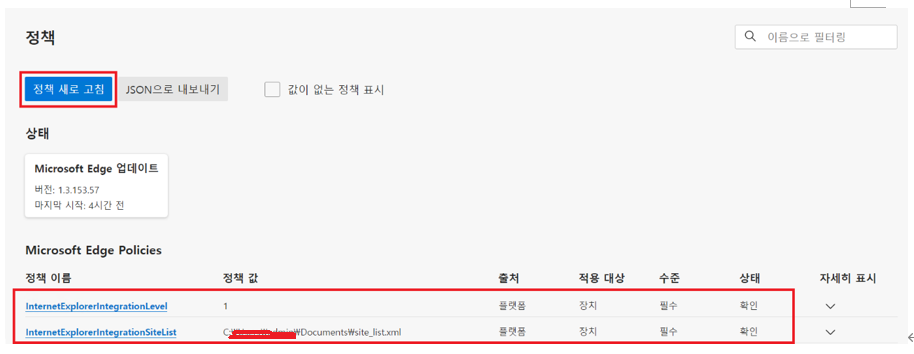 정책
이름으로 필터링
정책 새로 고침 JSON으로 내보내기 값이 없는 정책 표시
상태
Microsoft Edge 업데이트
버전: 1.3.153.57
마지막 시작: 4시간 전
Microsoft Edge Policies
정책 이름 정책 값 출처 적용 대상 수준 상태 자세히 표시
InternetExplorerIntegrationLevel 1 플랫폼 장치 필수 확인
InternetExplorerIntegrationSiteList C:\Documents\site_list.xml 플랫폼 장치 필수 확인